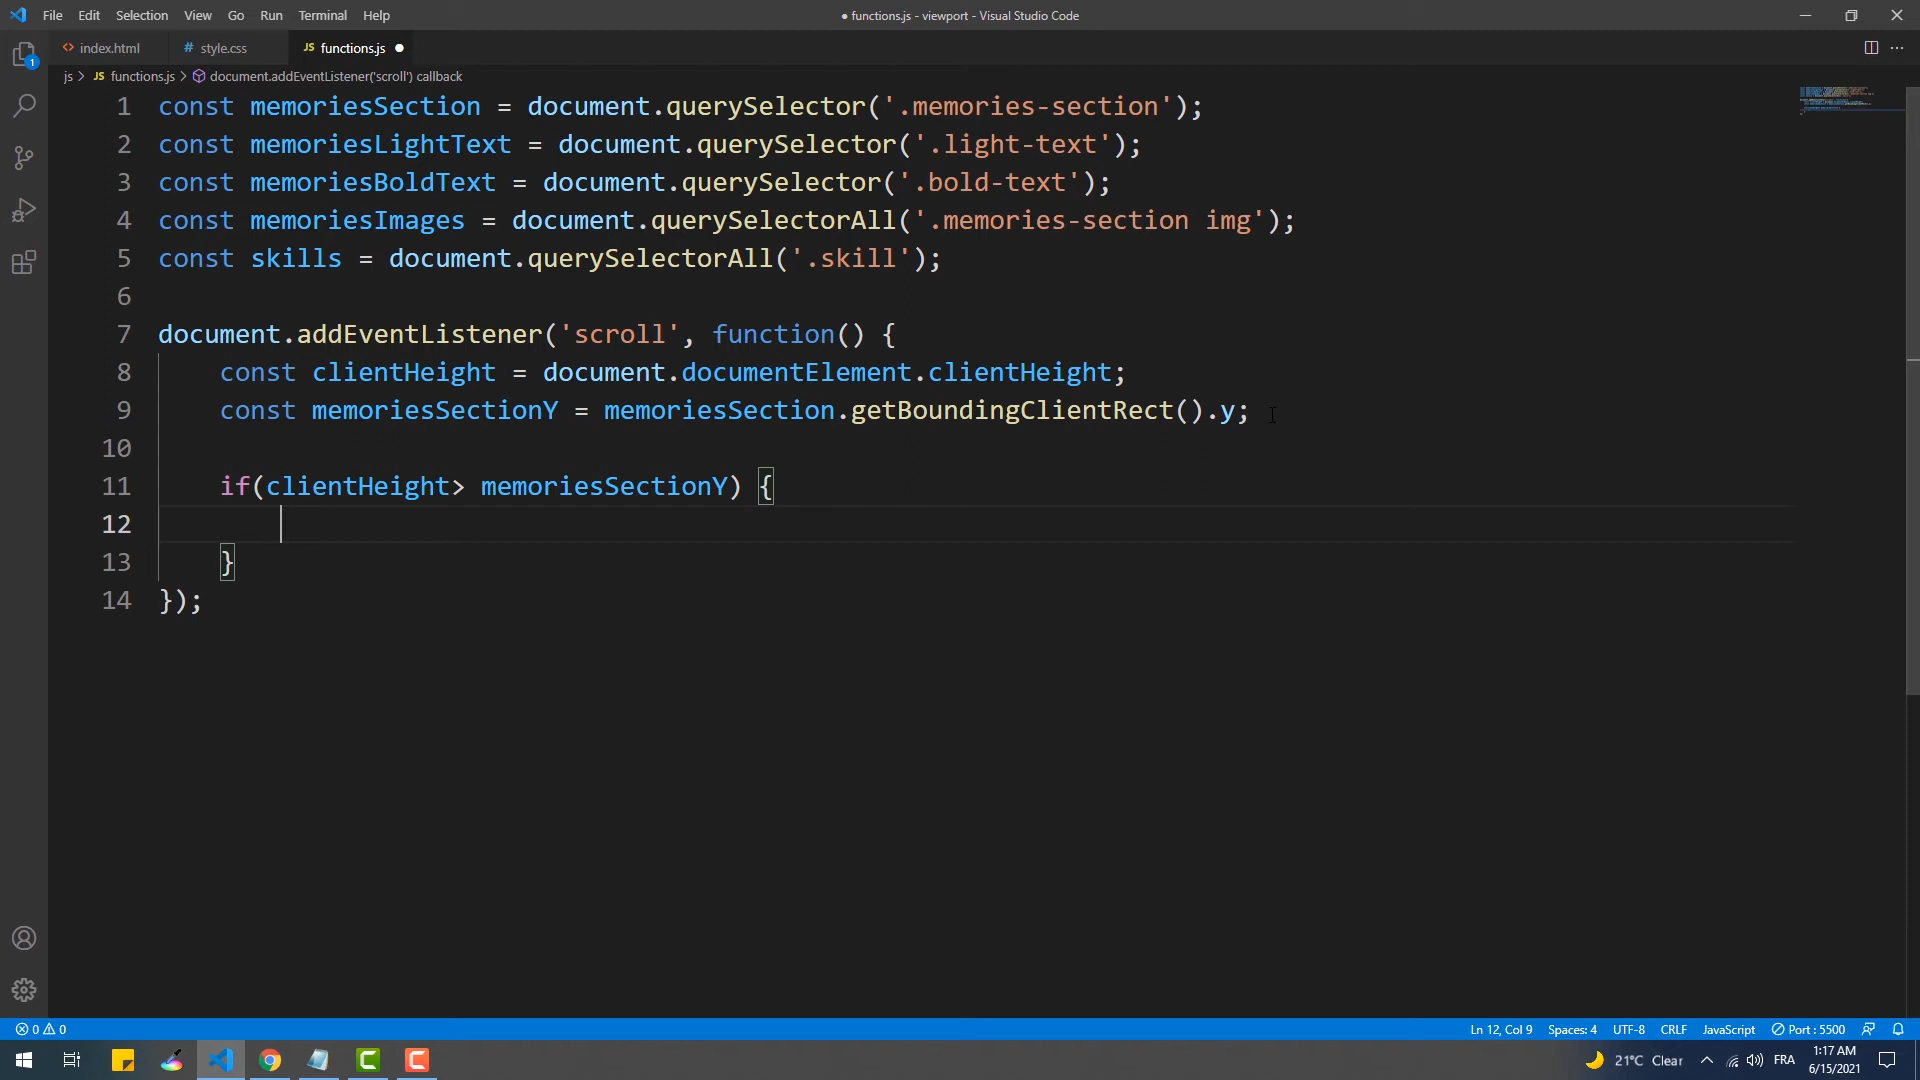 File Edit Selection View Go Run Terminal Help
● functions.js - viewport - Visual Studio Code
index.html
# style.css
JS functions.js ●
js > JS functions.js > document.addEventListener('scroll') callback
1 const memoriesSection = document.querySelector('.memories-section');
2 const memoriesLightText = document.querySelector('.light-text');
3 const memoriesBoldText = document.querySelector('.bold-text');
4 const memoriesImages = document.querySelectorAll('.memories-section img');
5 const skills = document.querySelectorAll('.skill');
6
7 document.addEventListener('scroll', function() {
8 const clientHeight = document.documentElement.clientHeight;
9 const memoriesSectionY = memoriesSection.getBoundingClientRect().y;
10
11 if(clientHeight> memoriesSectionY) {
12
13 }
14 });
1
0 0
Ln 12, Col 9 Spaces: 4 UTF-8 CRLF JavaScript Port : 5500
21°C Clear FRA
1:17 AM
6/15/2021